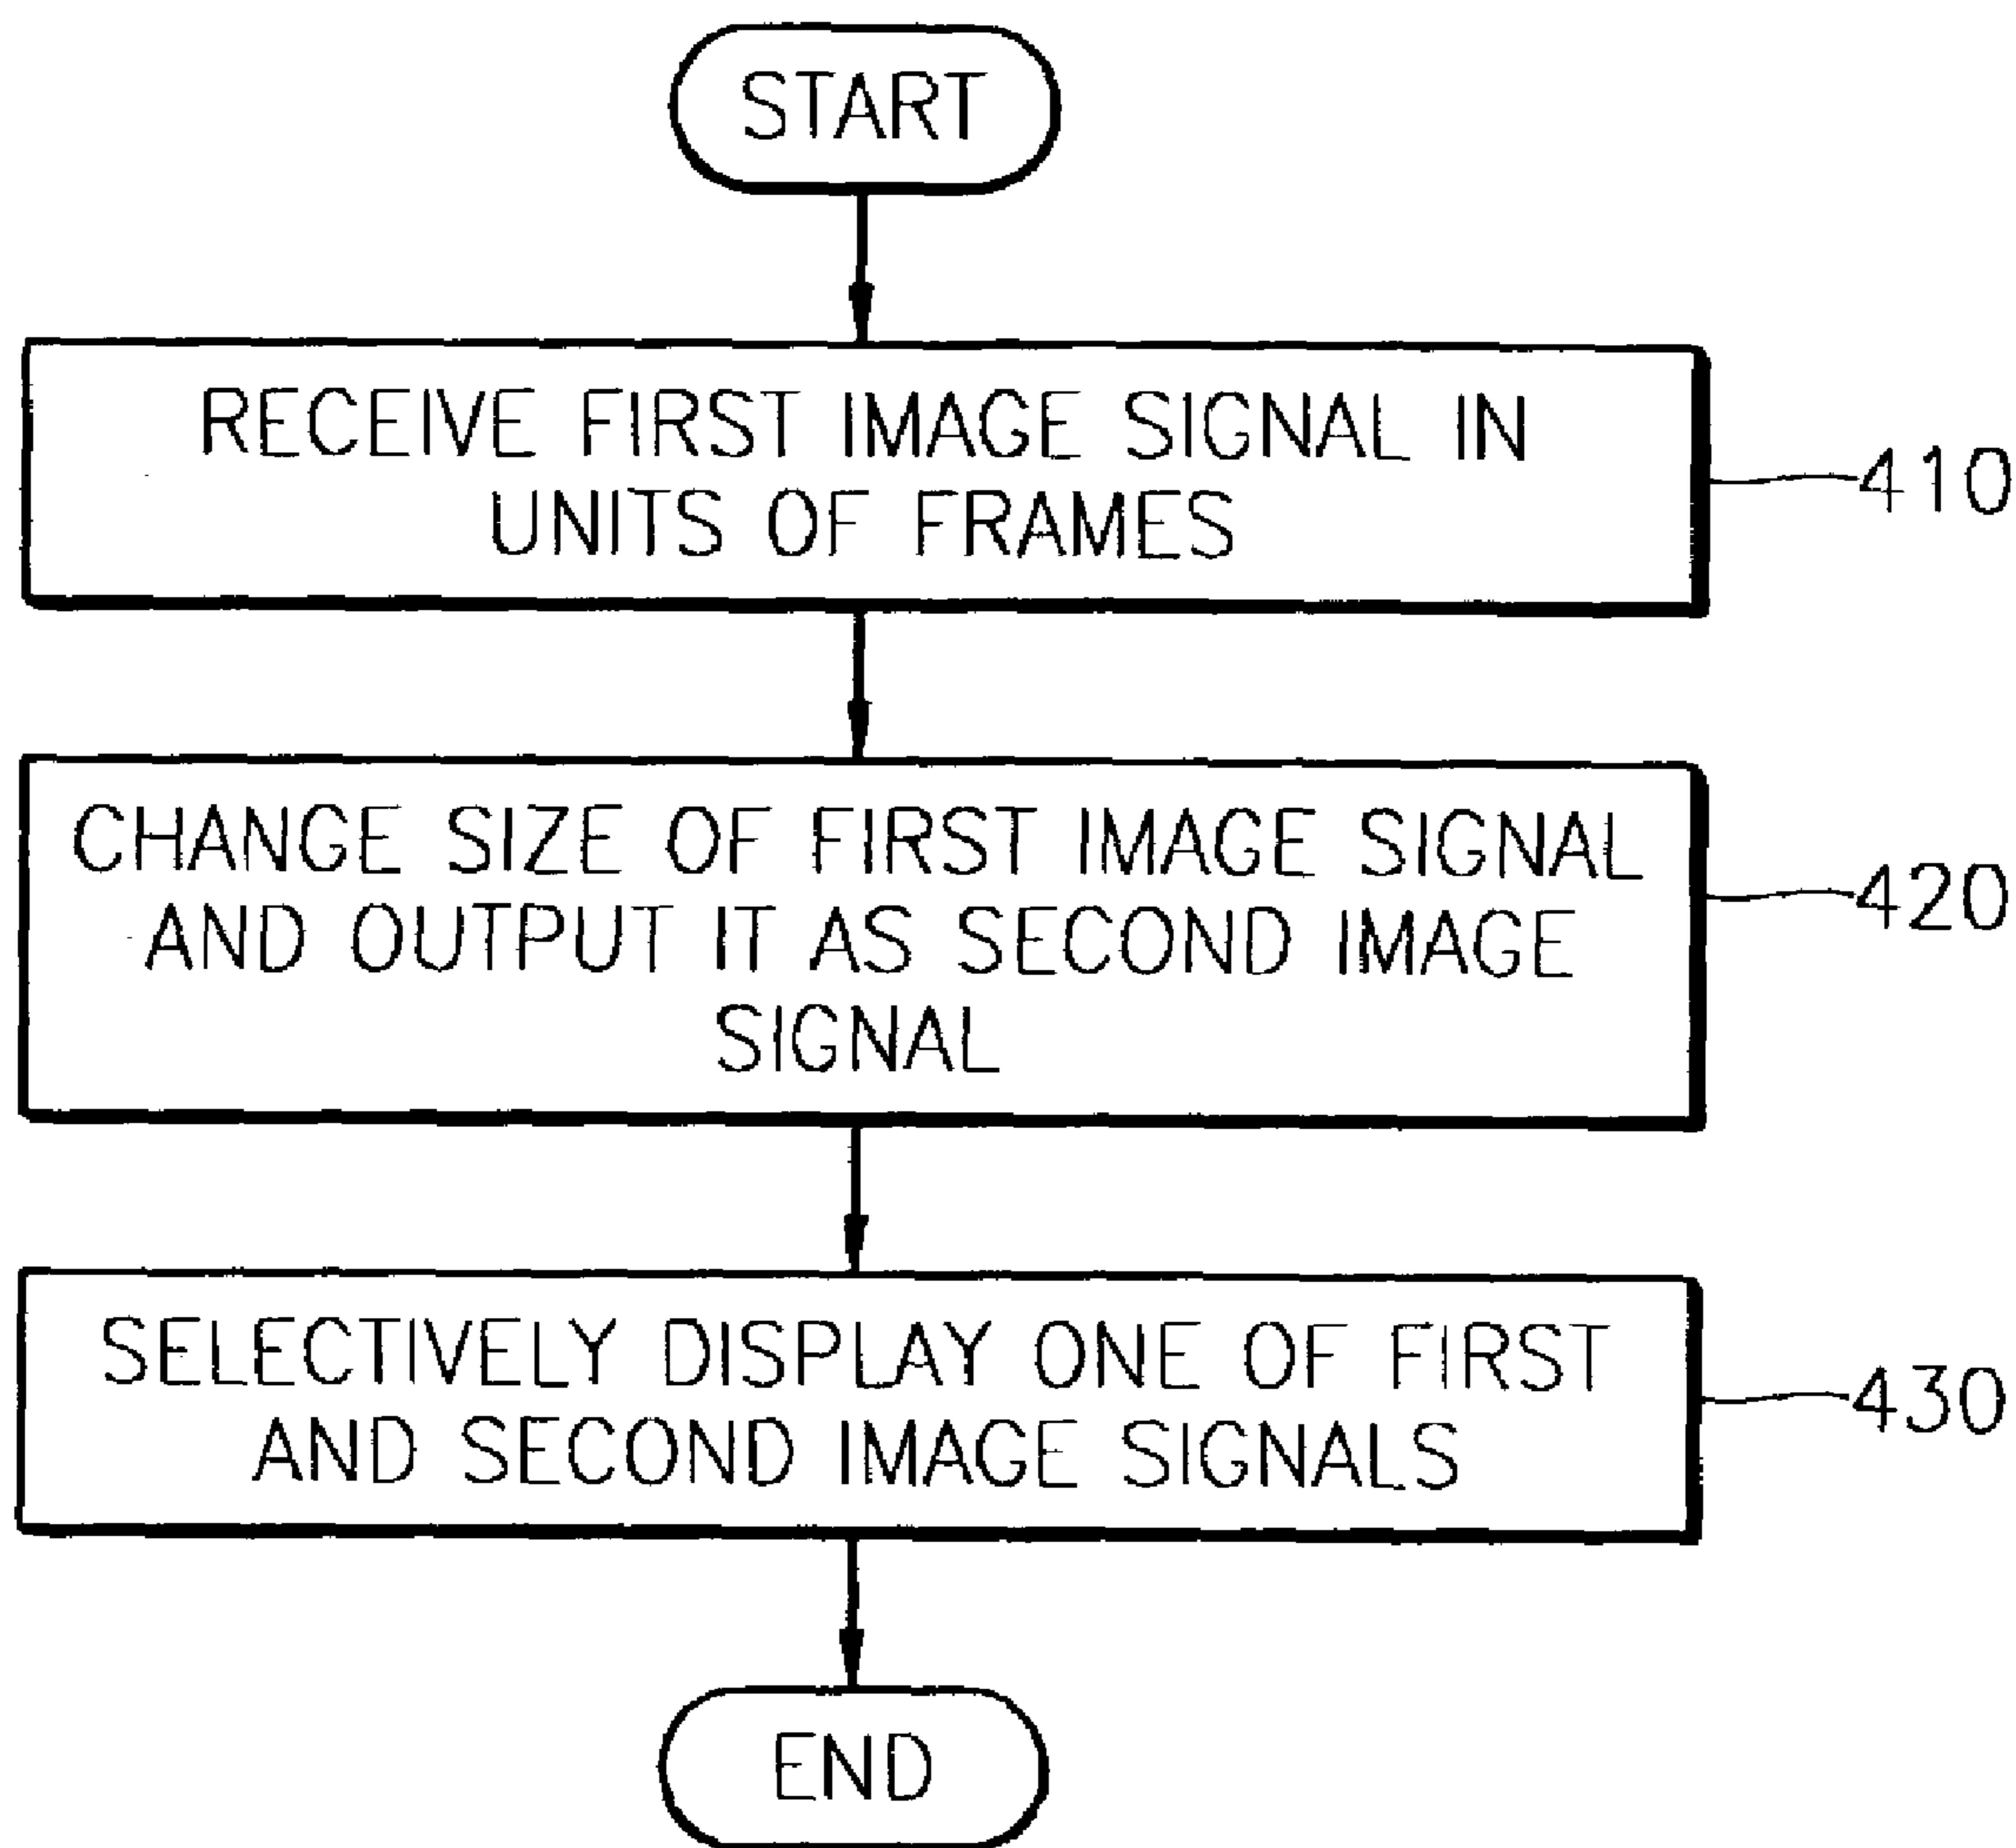 START
RECEIVE FIRST IMAGE SIGNAL IN
UNITS OF FRAMES
410
CHANGE SIZE OF FIRST IMAGE SIGNAL
AND OUTPUT IT AS SECOND IMAGE
SIGNAL
420
SELECTIVELY DISPLAY ONE OF FIRST
AND SECOND IMAGE SIGNALS
430
END